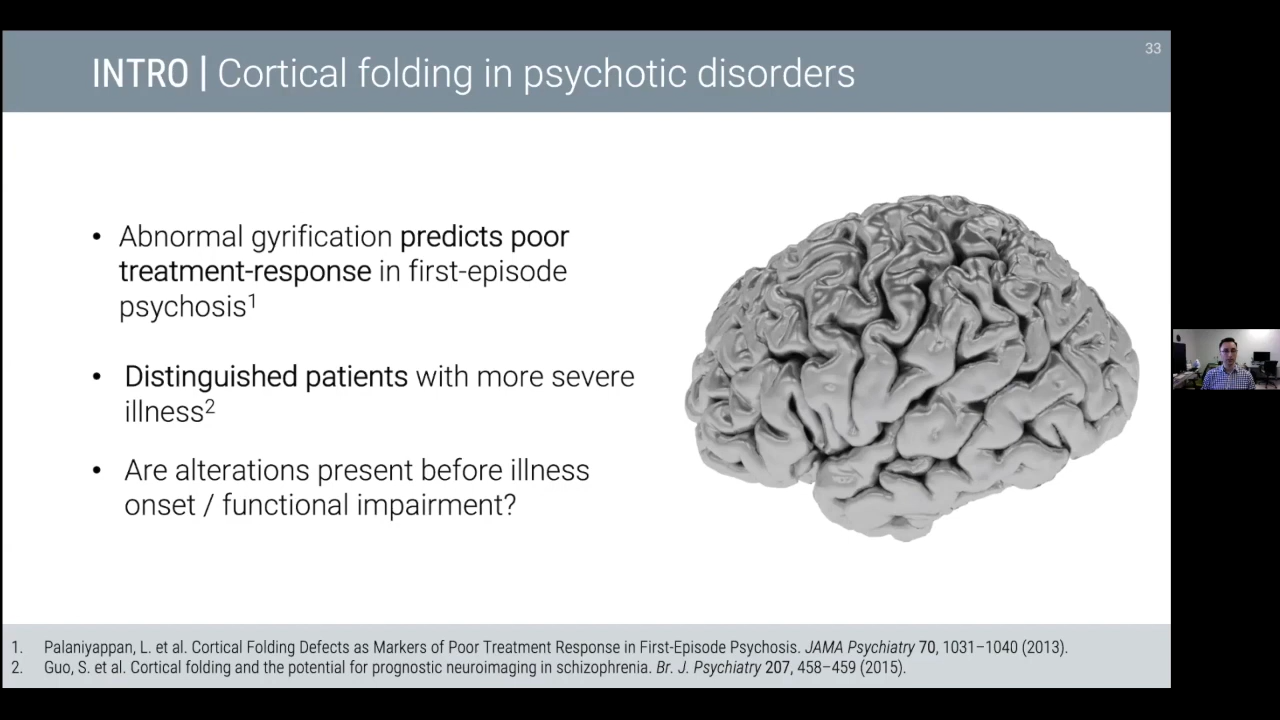 33
INTRO | Cortical folding in psychotic disorders
• Abnormal gyrification predicts poor
treatment-response in first-episode
psychosis1
• Distinguished patients with more severe
illness2
• Are alterations present before illness
onset / functional impairment?
1. Palaniyappan, L. et al. Cortical Folding Defects as Markers of Poor Treatment Response in First-Episode Psychosis. JAMA Psychiatry 70, 1031–1040 (2013).
2. Guo, S. et al. Cortical folding and the potential for prognostic neuroimaging in schizophrenia. Br. J. Psychiatry 207, 458–459 (2015).